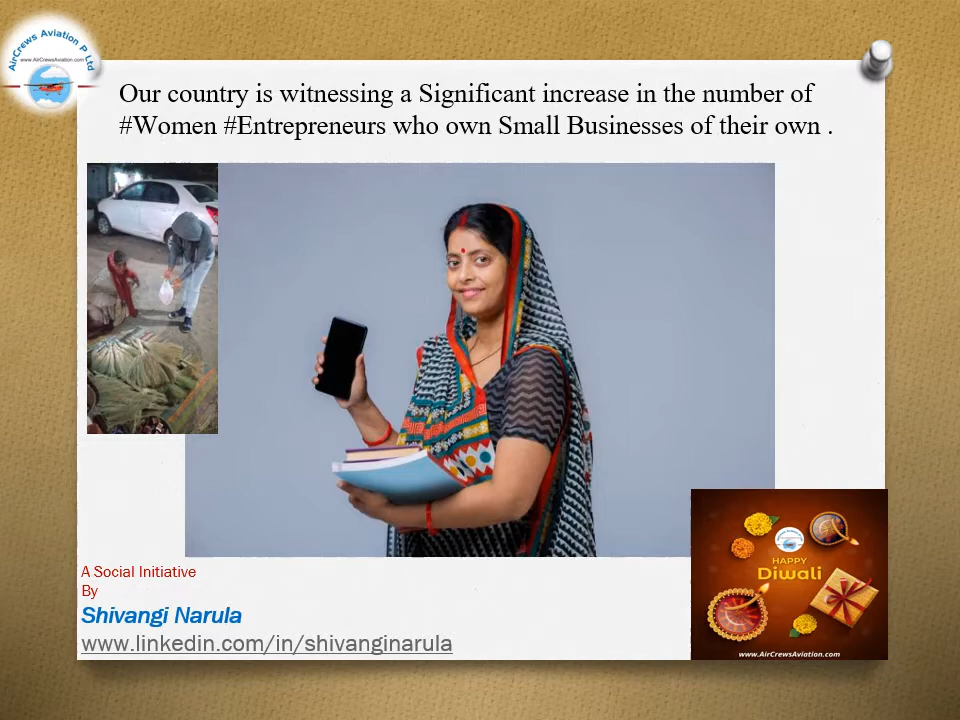 AirCrews Aviation P Ltd
www.AirCrewsAviation.com
Our country is witnessing a Significant increase in the number of
#Women #Entrepreneurs who own Small Businesses of their own .
HAPPY
Diwali
www.AirCrewsAviation.com
A Social Initiative
By
Shivangi Narula
www.linkedin.com/in/shivanginarula